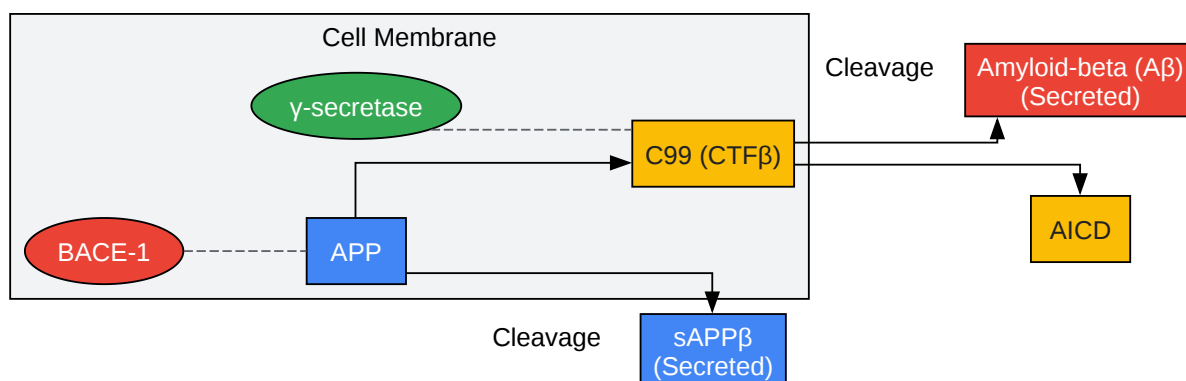 Cell Membrane
Cleavage
Amyloid-beta (Aβ)
(Secreted)
γ-secretase
C99 (CTFβ)
BACE-1
APP
AICD
Cleavage
sAPPβ
(Secreted)